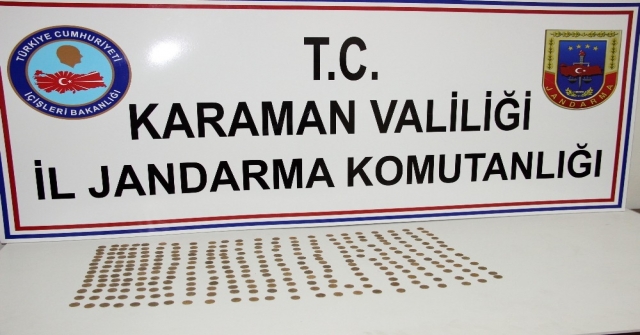 TÜRKİYE CUMHURİYETİ
İÇİŞLERİ BAKANLIĞI
T.C.
KARAMAN VALİLİĞİ
İL JANDARMA KOMUTANLIĞI
JANDARMA